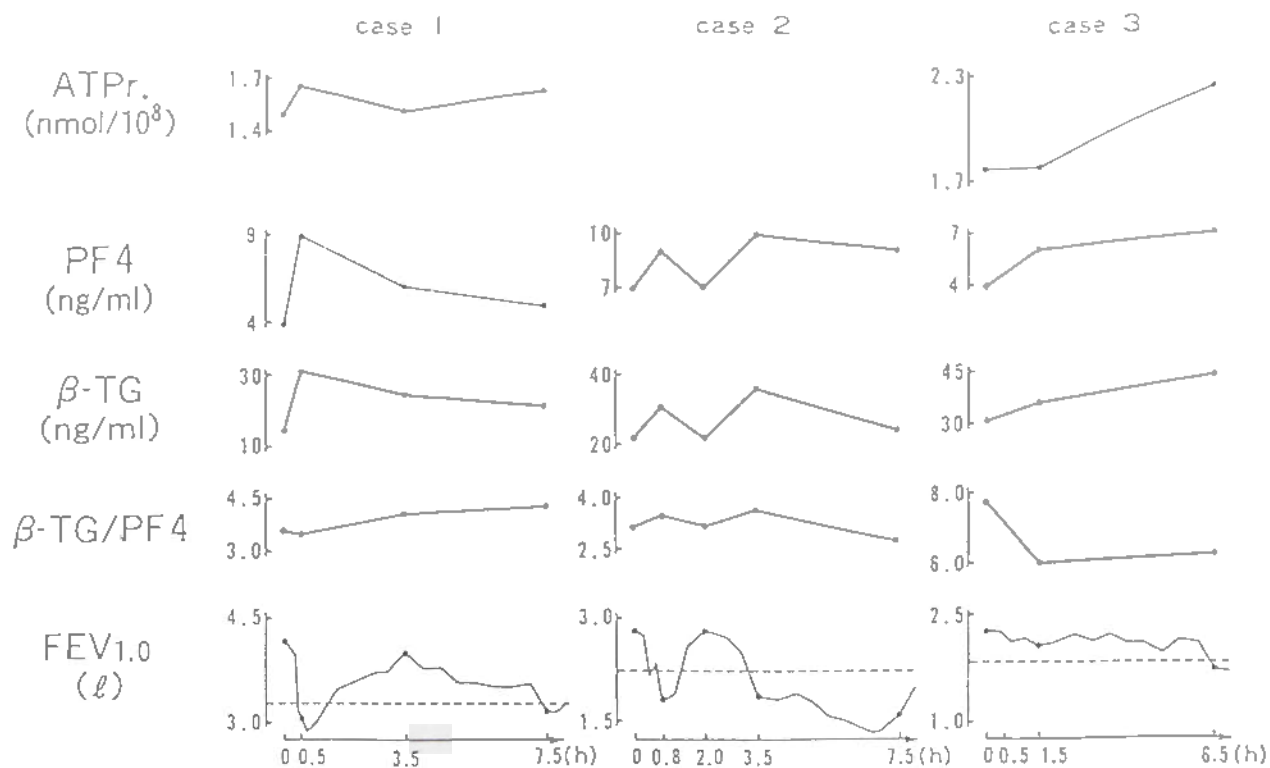 case 1 case 2 case 3
ATPr.
(nmol/10⁸)
1.7
1.4
2.3
1.7
PF4
(ng/ml)
9
4
10
7
7
4
β-TG
(ng/ml)
30
10
40
20
45
30
β-TG/PF4
4.5
3.0
4.0
2.5
8.0
6.0
FEV1.0
(ℓ)
4.5
3.0
3.0
1.5
2.5
1.0
0 0.5 3.5 7.5(h) 0 0.8 2.0 3.5 7.5(h) 0 0.5 1.5 6.5(h)